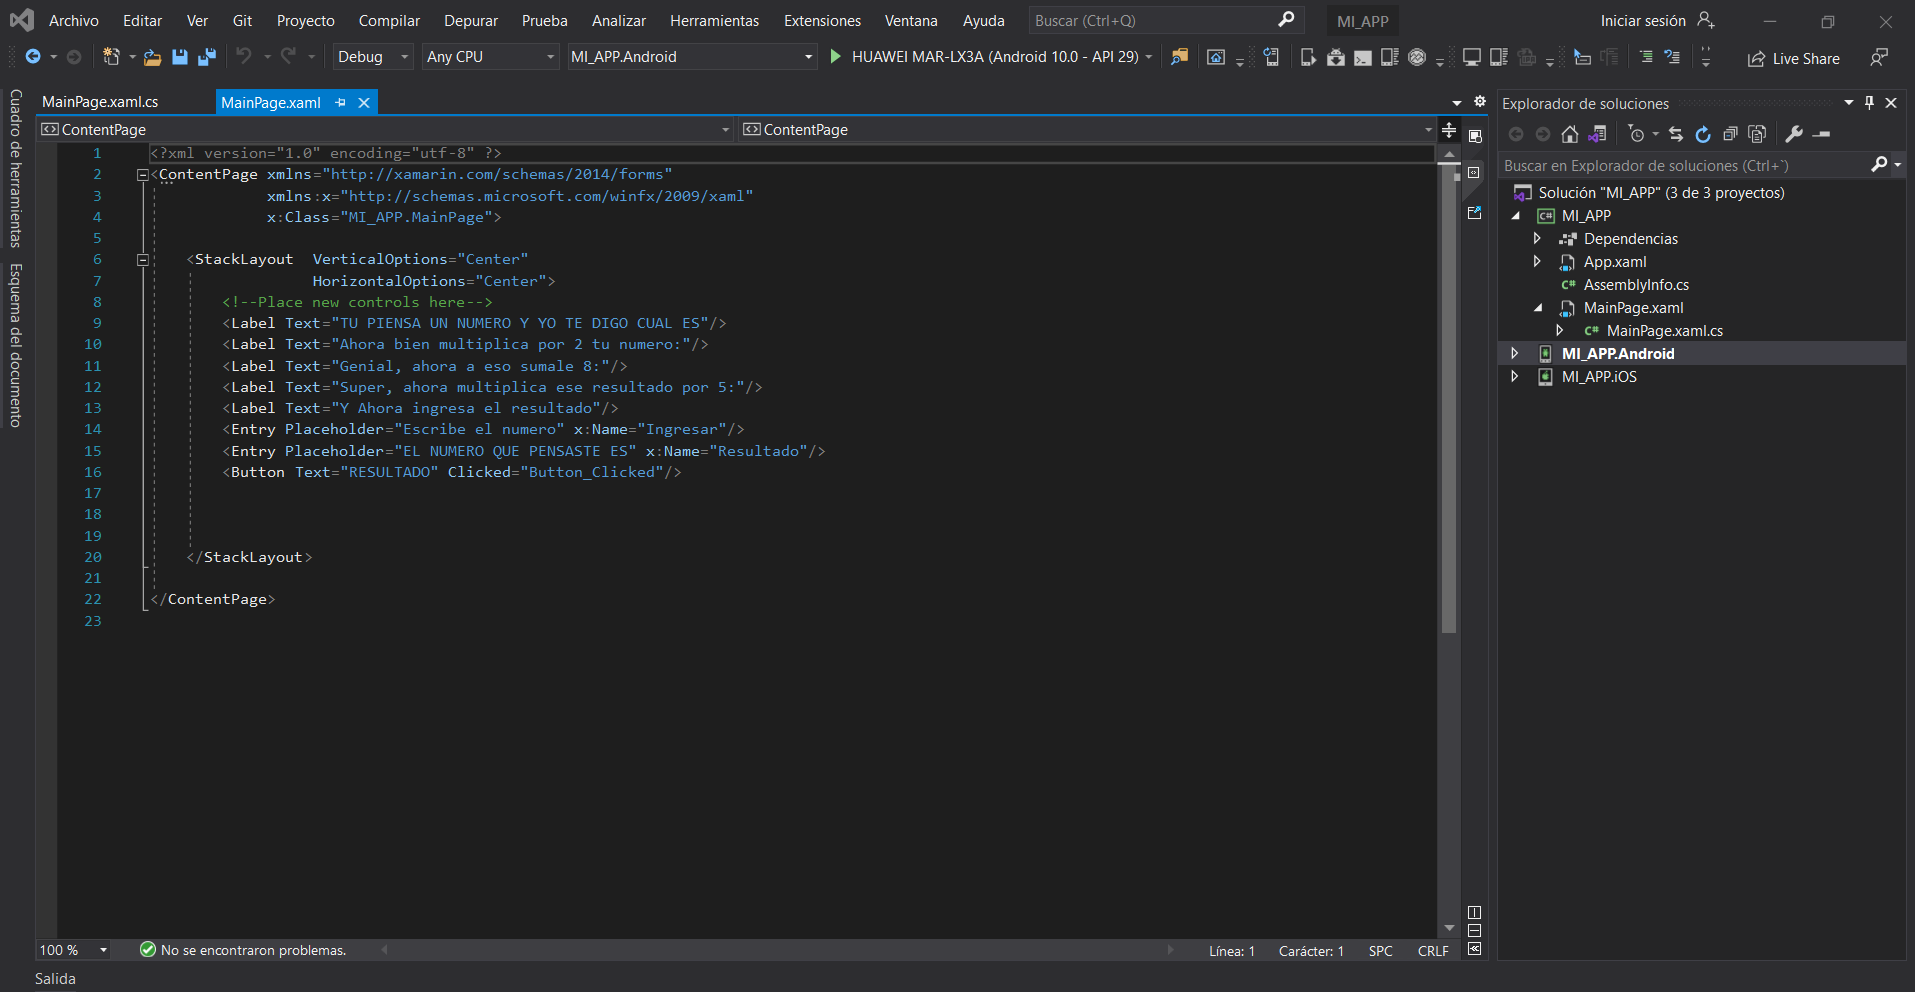 Archivo Editar Ver Git Proyecto Compilar Depurar Prueba Analizar Herramientas Extensiones Ventana Ayuda Buscar (Ctrl+Q) MI_APP Iniciar sesión
Debug Any CPU MI_APP.Android HUAWEI MAR-LX3A (Android 10.0 - API 29) Live Share
Cuadro de herramientas
Esquema del documento
MainPage.xaml.cs MainPage.xaml
ContentPage ContentPage
1 <?xml version="1.0" encoding="utf-8" ?>
2 <ContentPage xmlns="http://xamarin.com/schemas/2014/forms"
3 xmlns:x="http://schemas.microsoft.com/winfx/2009/xaml"
4 x:Class="MI_APP.MainPage">
5
6 <StackLayout VerticalOptions="Center"
7 HorizontalOptions="Center">
8 <!--Place new controls here-->
9 <Label Text="TU PIENSA UN NUMERO Y YO TE DIGO CUAL ES"/>
10 <Label Text="Ahora bien multiplica por 2 tu numero:"/>
11 <Label Text="Genial, ahora a eso sumale 8:"/>
12 <Label Text="Super, ahora multiplica ese resultado por 5:"/>
13 <Label Text="Y Ahora ingresa el resultado"/>
14 <Entry Placeholder="Escribe el numero" x:Name="Ingresar"/>
15 <Entry Placeholder="EL NUMERO QUE PENSASTE ES" x:Name="Resultado"/>
16 <Button Text="RESULTADO" Clicked="Button_Clicked"/>
17
18
19
20 </StackLayout>
21
22 </ContentPage>
23
100 % No se encontraron problemas. Línea: 1 Carácter: 1 SPC CRLF
Salida
Explorador de soluciones
Buscar en Explorador de soluciones (Ctrl+`)
Solución "MI_APP" (3 de 3 proyectos)
C# MI_APP
Dependencias
App.xaml
C# AssemblyInfo.cs
MainPage.xaml
C# MainPage.xaml.cs
MI_APP.Android
MI_APP.iOS